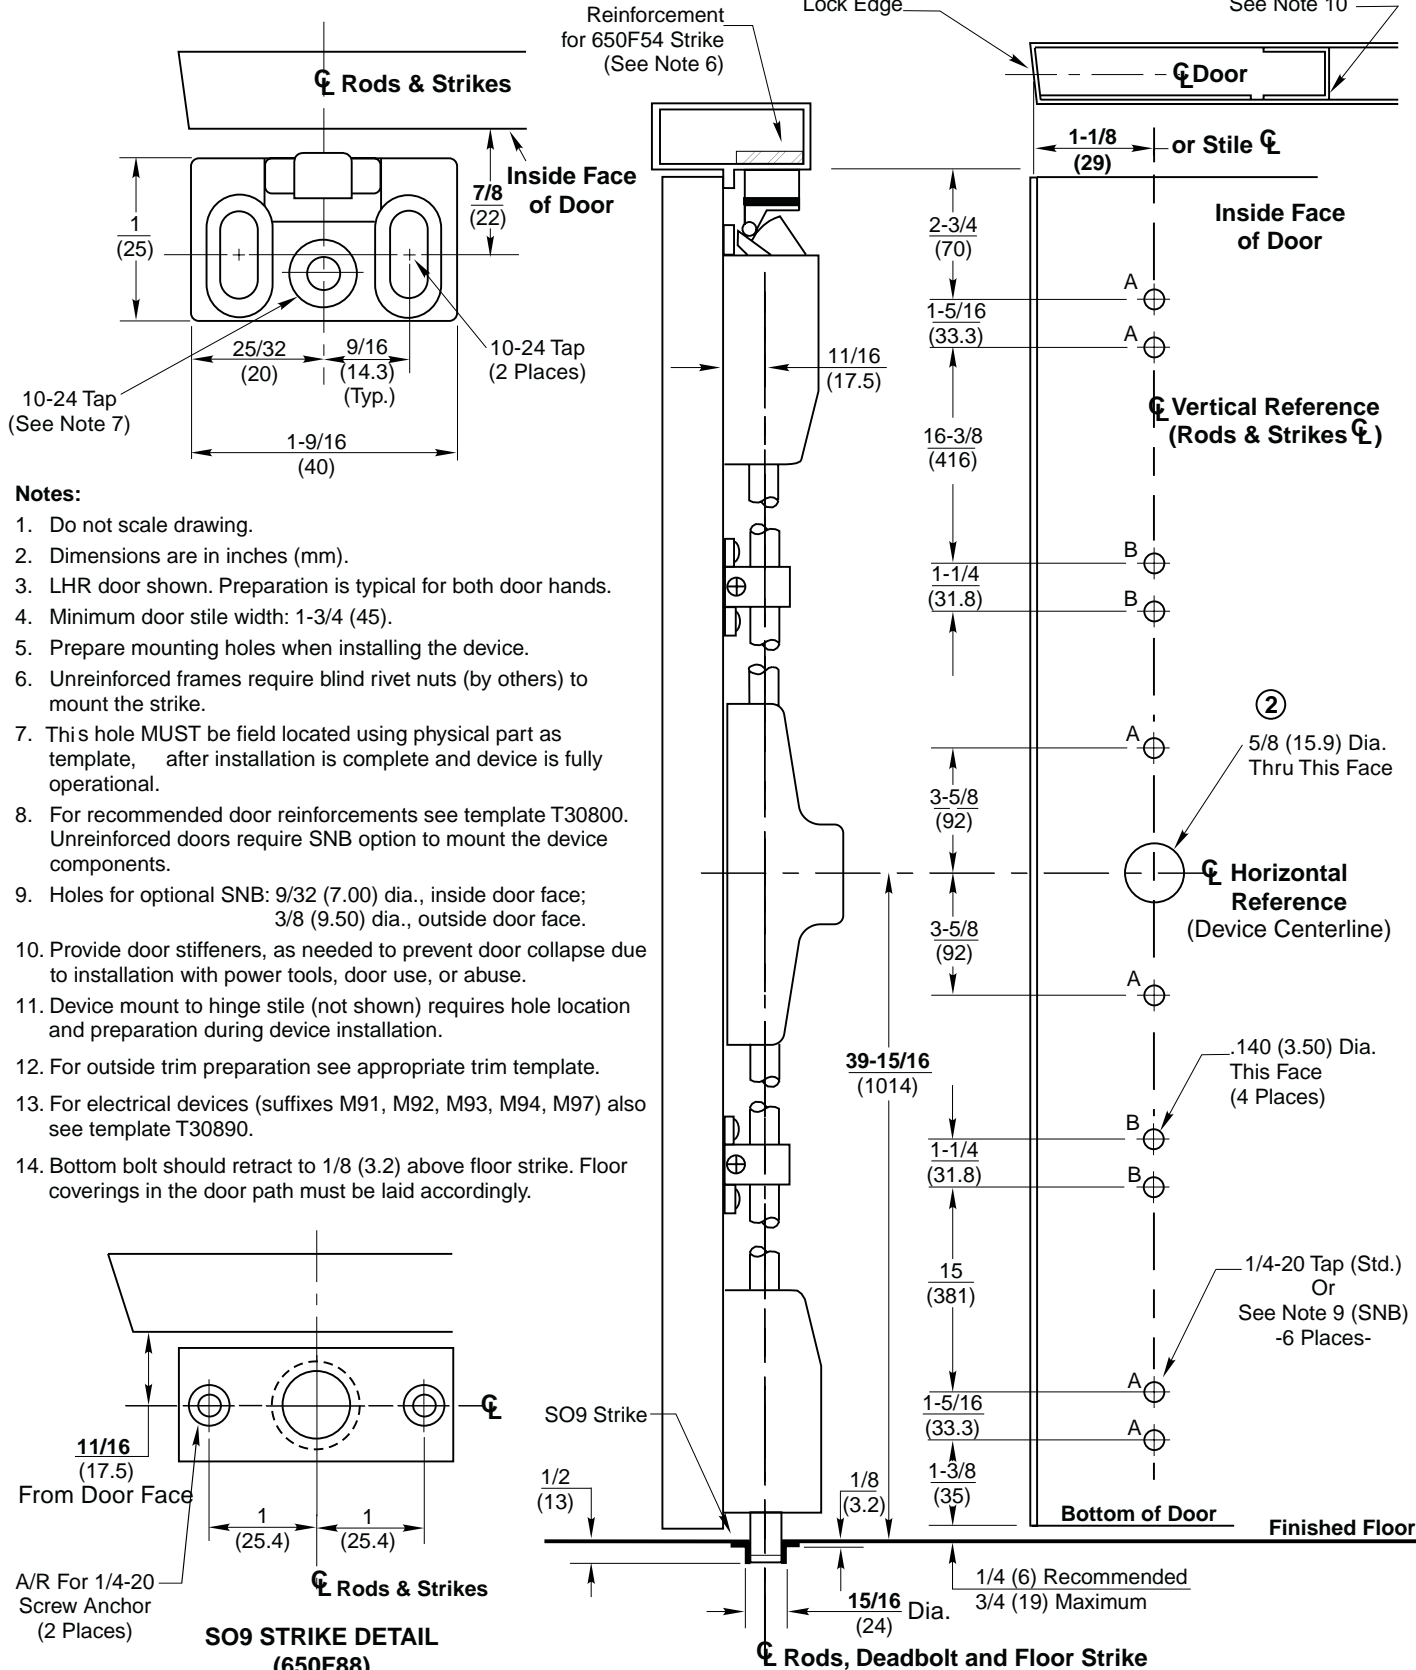 Reinforcement
for 650F54 Strike
(See Note 6)
Lock Edge
See Note 10
℄ Rods & Strikes
℄ Door
1-1/8
(29)
or Stile ℄
Inside Face
of Door
7/8
(22)
1
(25)
25/32
(20)
9/16
(14.3)
(Typ.)
10-24 Tap
(2 Places)
10-24 Tap
(See Note 7)
1-9/16
(40)
Notes:
1. Do not scale drawing.
2. Dimensions are in inches (mm).
3. LHR door shown. Preparation is typical for both door hands.
4. Minimum door stile width: 1-3/4 (45).
5. Prepare mounting holes when installing the device.
6. Unreinforced frames require blind rivet nuts (by others) to
mount the strike.
7. This hole MUST be field located using physical part as
template, after installation is complete and device is fully
operational.
8. For recommended door reinforcements see template T30800.
Unreinforced doors require SNB option to mount the device
components.
9. Holes for optional SNB: 9/32 (7.00) dia., inside door face;
3/8 (9.50) dia., outside door face.
10. Provide door stiffeners, as needed to prevent door collapse due
to installation with power tools, door use, or abuse.
11. Device mount to hinge stile (not shown) requires hole location
and preparation during device installation.
12. For outside trim preparation see appropriate trim template.
13. For electrical devices (suffixes M91, M92, M93, M94, M97) also
see template T30890.
14. Bottom bolt should retract to 1/8 (3.2) above floor strike. Floor
coverings in the door path must be laid accordingly.
11/16
(17.5)
From Door Face
℄
1
(25.4)
1
(25.4)
℄ Rods & Strikes
A/R For 1/4-20
Screw Anchor
(2 Places)
SO9 STRIKE DETAIL
(650F88)
11/16
(17.5)
39-15/16
(1014)
SO9 Strike
1/2
(13)
1/8
(3.2)
15/16
(24)
Dia.
℄ Rods, Deadbolt and Floor Strike
Inside Face
of Door
2-3/4
(70)
A
1-5/16
(33.3)
A
℄ Vertical Reference
(Rods & Strikes ℄)
16-3/8
(416)
B
1-1/4
(31.8)
B
2
5/8 (15.9) Dia.
Thru This Face
A
3-5/8
(92)
℄ Horizontal
Reference
(Device Centerline)
3-5/8
(92)
A
.140 (3.50) Dia.
This Face
(4 Places)
B
1-1/4
(31.8)
B
1/4-20 Tap (Std.)
Or
See Note 9 (SNB)
-6 Places-
15
(381)
A
1-5/16
(33.3)
A
1-3/8
(35)
Bottom of Door
Finished Floor
1/4 (6) Recommended
3/4 (19) Maximum